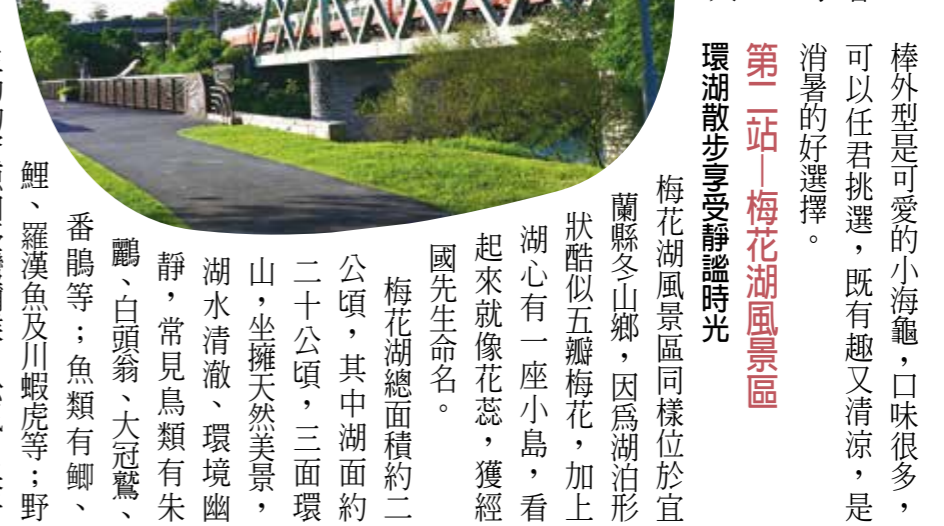 棒外型是可愛的小海龜，口味很多，
可以任君挑選，既有趣又清涼，是
消暑的好選擇。
第二站－梅花湖風景區
環湖散步享受靜謐時光
梅花湖風景區同樣位於宜
蘭縣冬山鄉，因為湖泊形
狀酷似五瓣梅花，加上
湖心有一座小島，看
起來就像花蕊，獲經
國先生命名。
梅花湖總面積約二
公頃，其中湖面約
二十公頃，三面環
山，坐擁天然美景，
湖水清澈、環境幽
靜，常見鳥類有朱
鸝、白頭翁、大冠鷲、
番鵑等；魚類有鯽、
鯉、羅漢魚及川蝦虎等；野